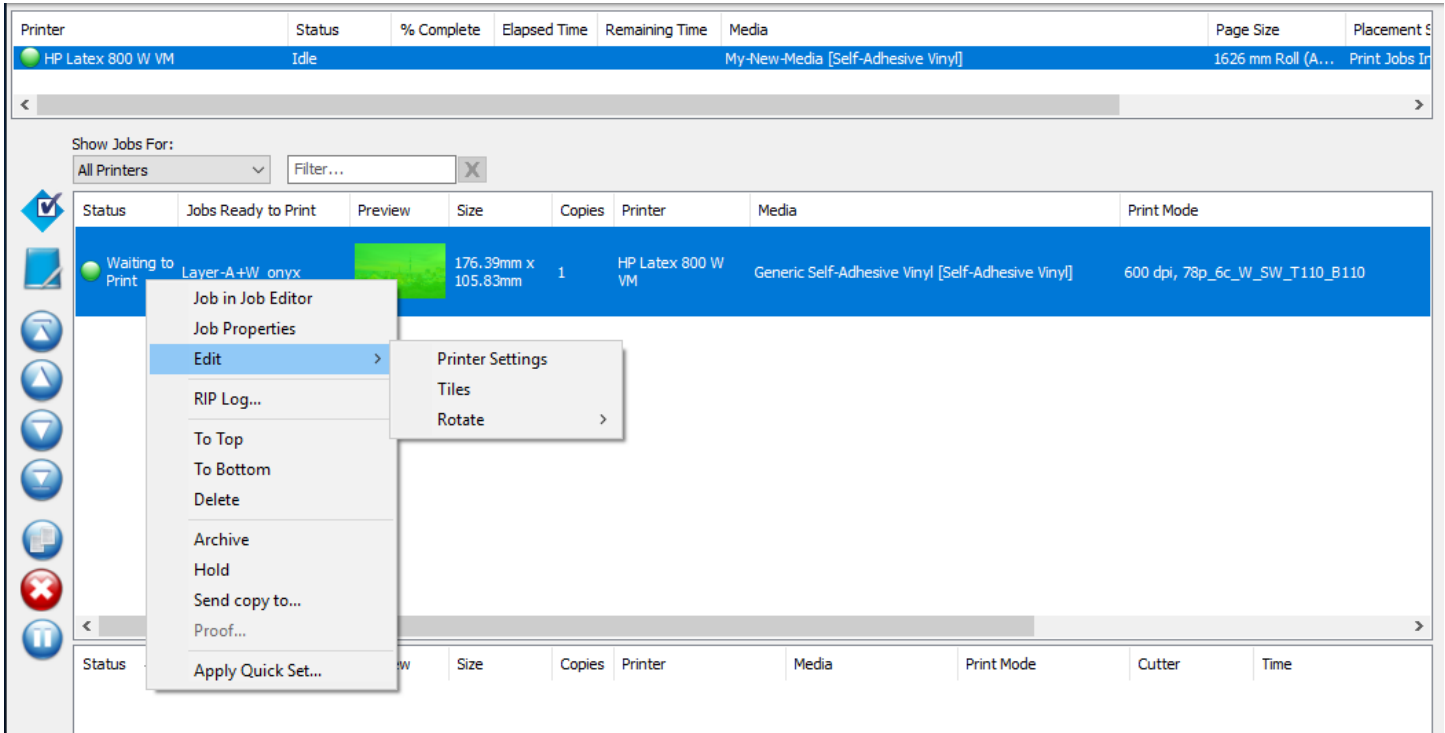 Printer Status % Complete Elapsed Time Remaining Time Media Page Size Placement S
HP Latex 800 W VM Idle My-New-Media [Self-Adhesive Vinyl] 1626 mm Roll (A... Print Jobs In
Show Jobs For:
All Printers Filter... X
Status Jobs Ready to Print Preview Size Copies Printer Media Print Mode
Waiting to Print Layer-A+W_onyx 176.39mm x 105.83mm 1 HP Latex 800 W VM Generic Self-Adhesive Vinyl [Self-Adhesive Vinyl] 600 dpi, 78p_6c_W_SW_T110_B110
Job in Job Editor
Job Properties
Edit
Printer Settings
Tiles
Rotate
RIP Log...
To Top
To Bottom
Delete
Archive
Hold
Send copy to...
Proof...
Apply Quick Set...
Status Size Copies Printer Media Print Mode Cutter Time